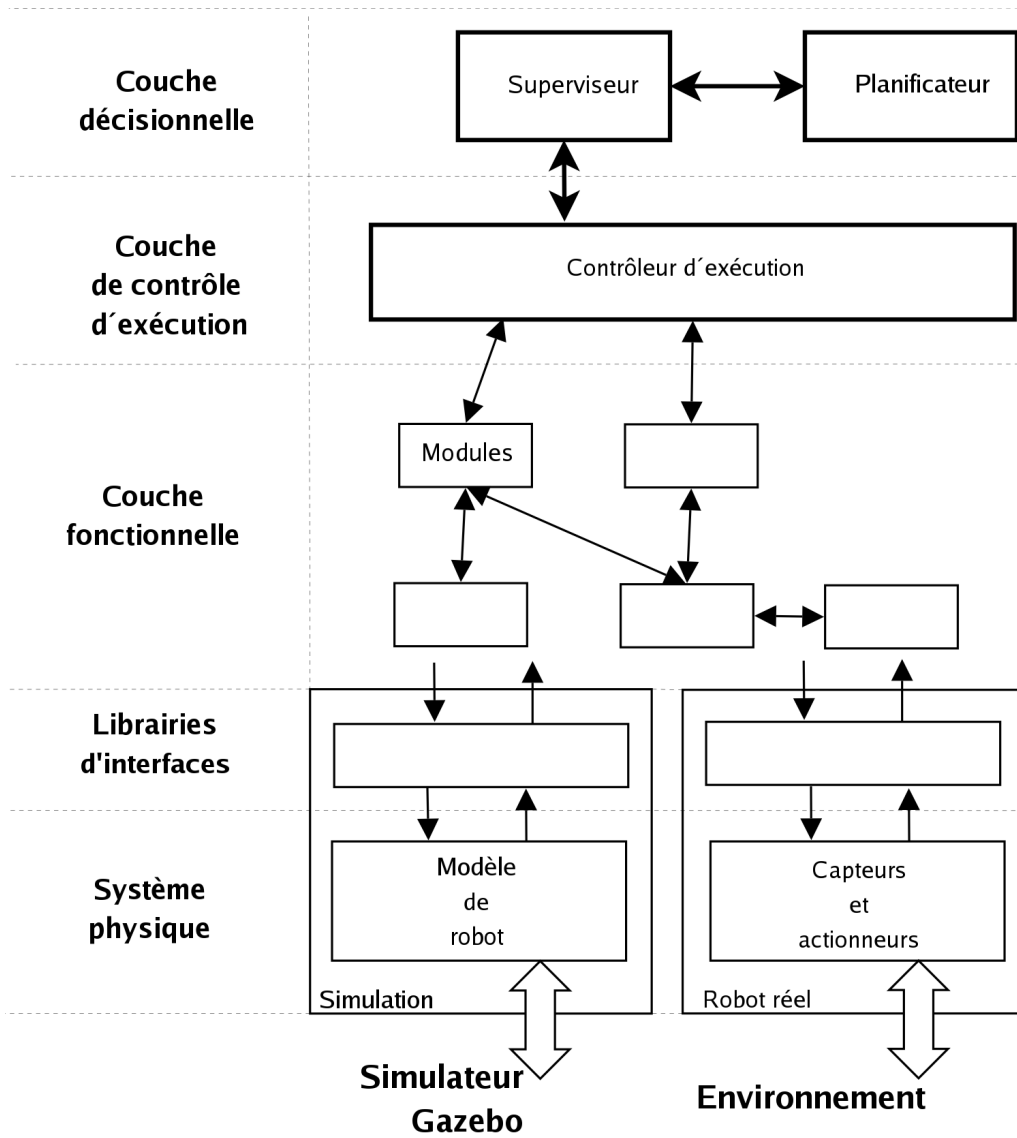 Couche
décisionnelle
Superviseur
Planificateur
Couche
de contrôle
d´exécution
Contrôleur d´exécution
Couche
fonctionnelle
Modules
Librairies
d'interfaces
Système
physique
Modèle
de
robot
Simulation
Capteurs
et
actionneurs
Robot réel
Simulateur
Gazebo
Environnement